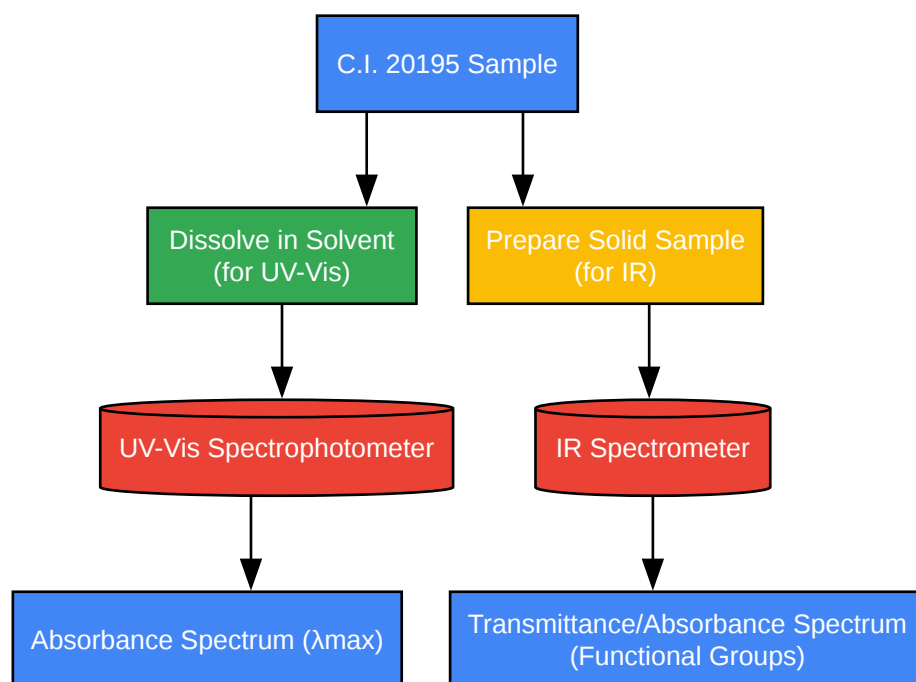 C.I. 20195 Sample
Dissolve in Solvent
(for UV-Vis)
Prepare Solid Sample
(for IR)
UV-Vis Spectrophotometer
IR Spectrometer
Absorbance Spectrum (λmax)
Transmittance/Absorbance Spectrum
(Functional Groups)